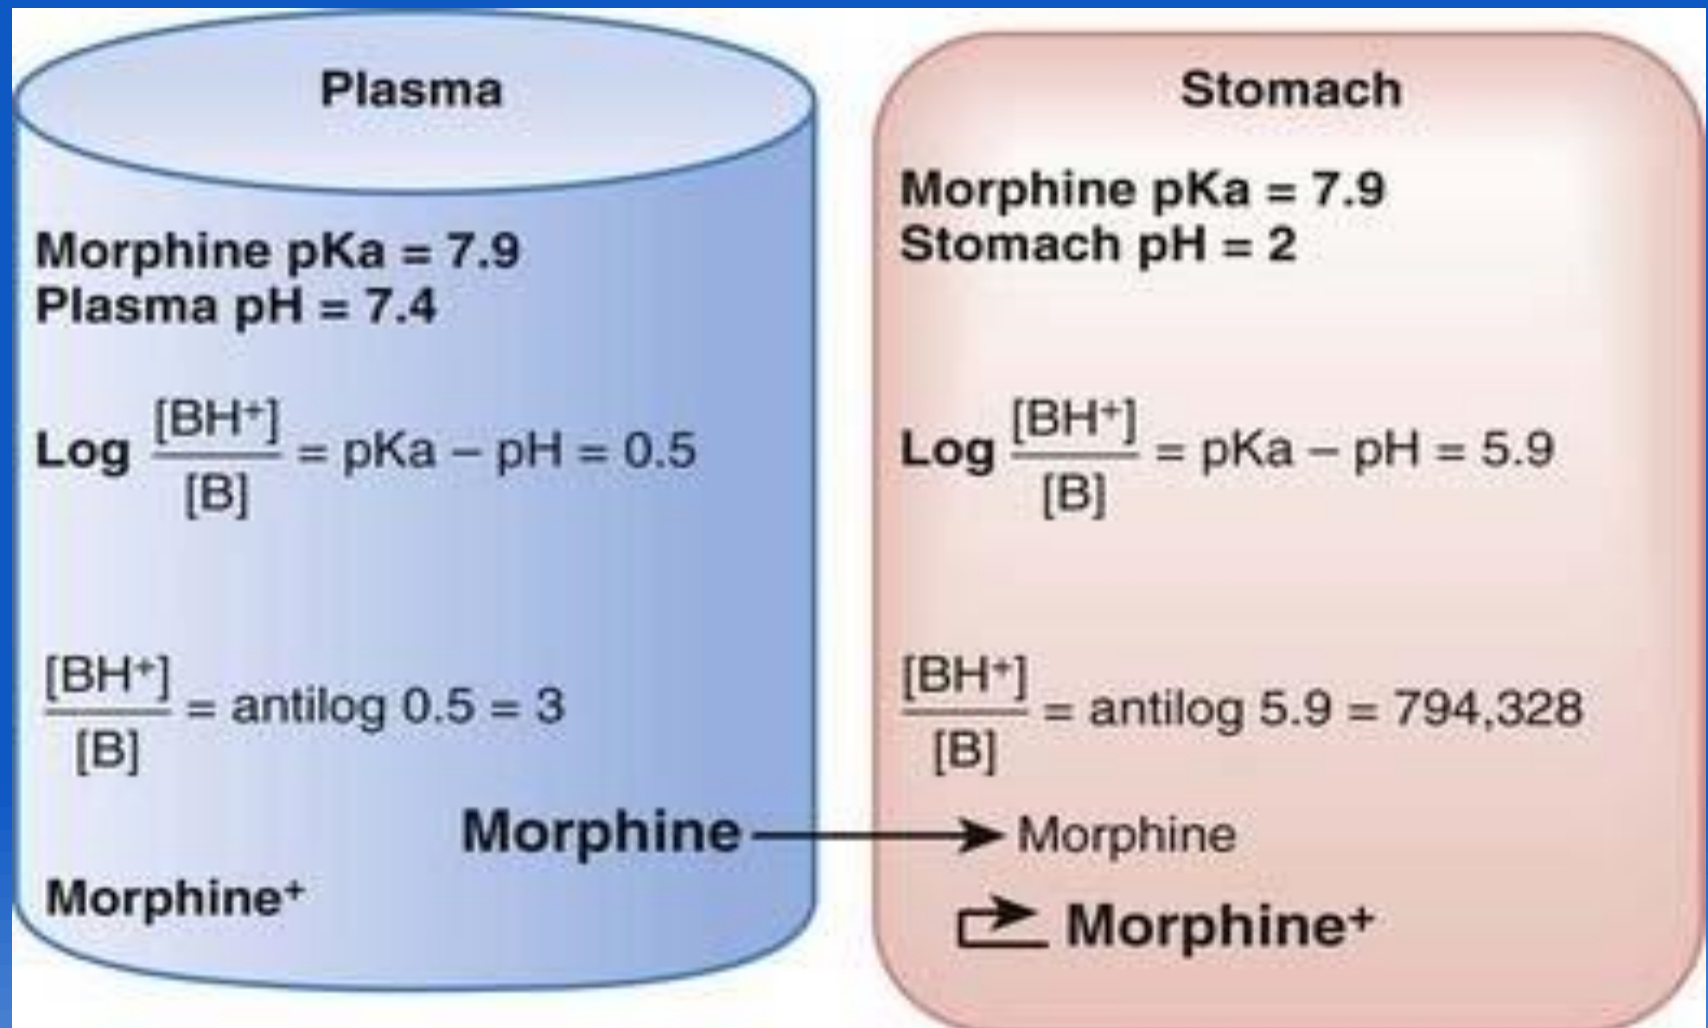 Plasma
Morphine pKa = 7.9
Plasma pH = 7.4
Log [BH+]/[B] = pKa – pH = 0.5
[BH+]/[B] = antilog 0.5 = 3
Morphine
Morphine+
Stomach
Morphine pKa = 7.9
Stomach pH = 2
Log [BH+]/[B] = pKa – pH = 5.9
[BH+]/[B] = antilog 5.9 = 794,328
Morphine
Morphine+